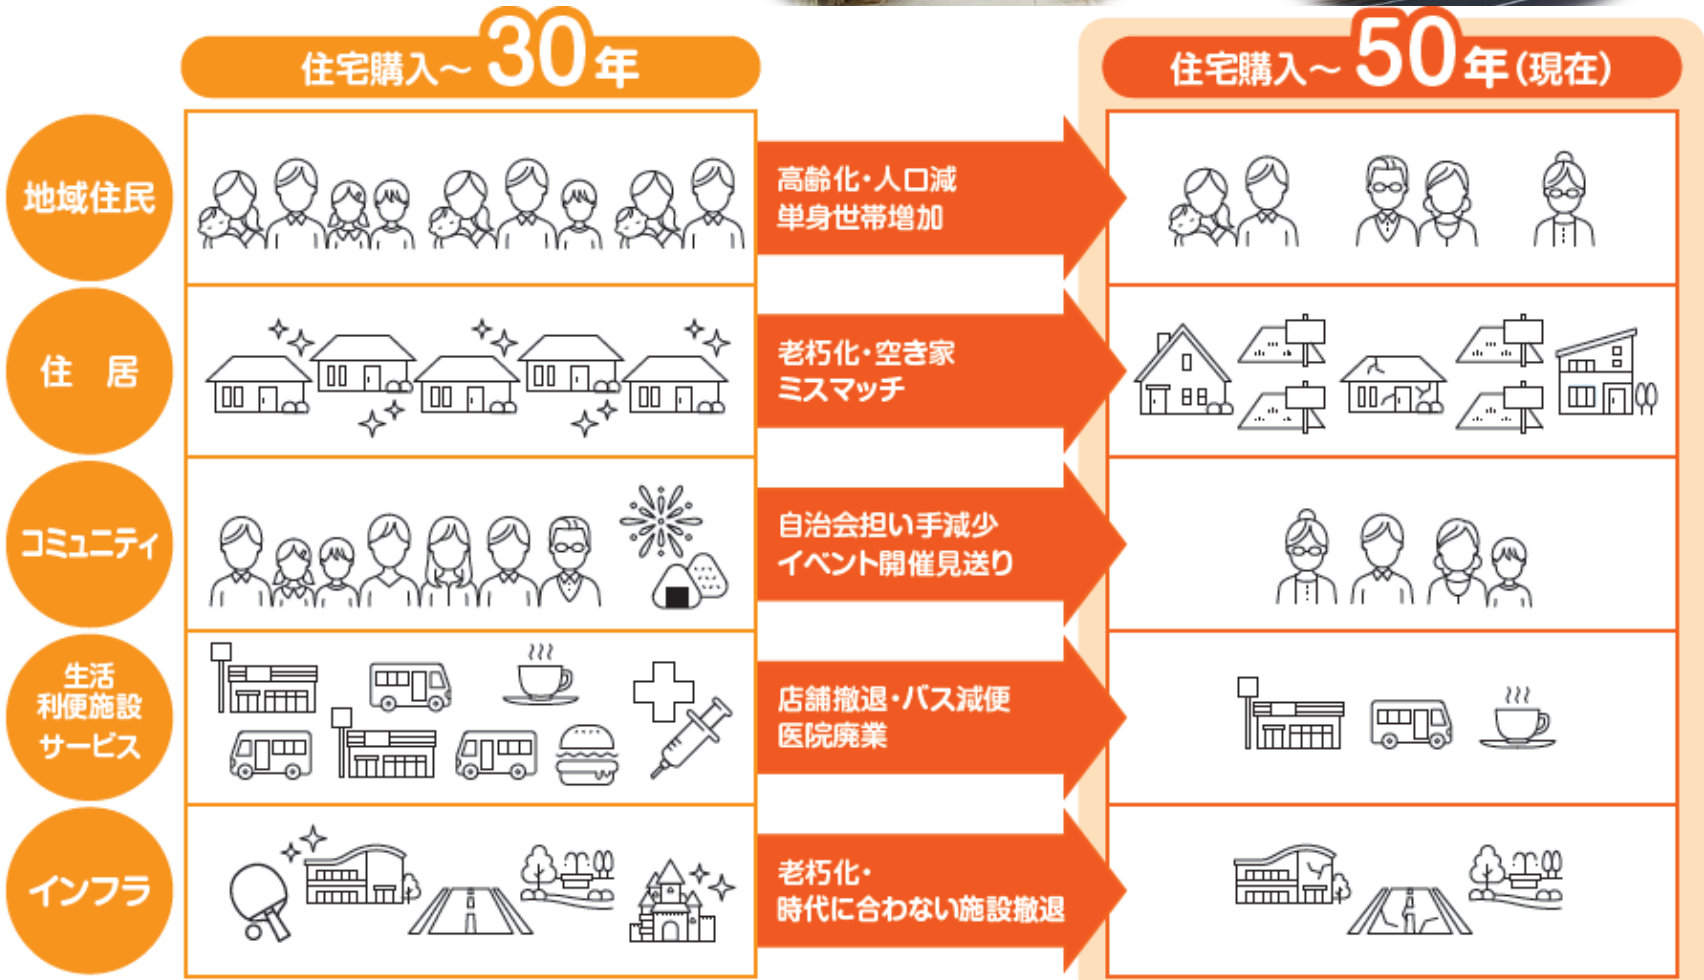 住宅購入～30年
住宅購入～50年（現在）
地域住民
高齢化・人口減
単身世帯増加
住 居
老朽化・空き家
ミスマッチ
コミュニティ
自治会担い手減少
イベント開催見送り
生活
利便施設
サービス
店舗撤退・バス減便
医院廃業
インフラ
老朽化・
時代に合わない施設撤退